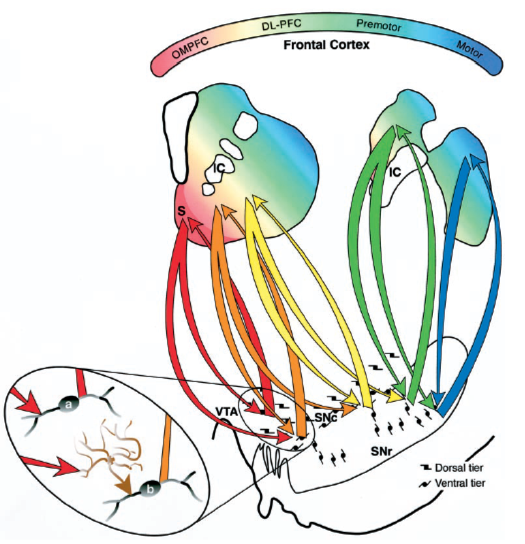 OMPFC
DL-PFC
Premotor
Motor
Frontal Cortex
IC
IC
S
VTA
SNc
SNr
a
b
Dorsal tier
Ventral tier